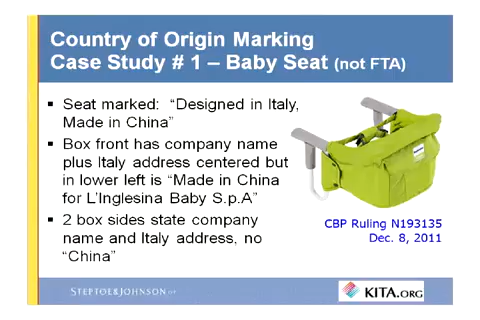 Country of Origin Marking
Case Study # 1 – Baby Seat (not FTA)
▪ Seat marked: “Designed in Italy,
Made in China”
▪ Box front has company name
plus Italy address centered but
in lower left is “Made in China
for L’Inglesina Baby S.p.A”
▪ 2 box sides state company
name and Italy address, no
“China”
CBP Ruling N193135
Dec. 8, 2011
STEPTOE&JOHNSON LLP
KITA.ORG